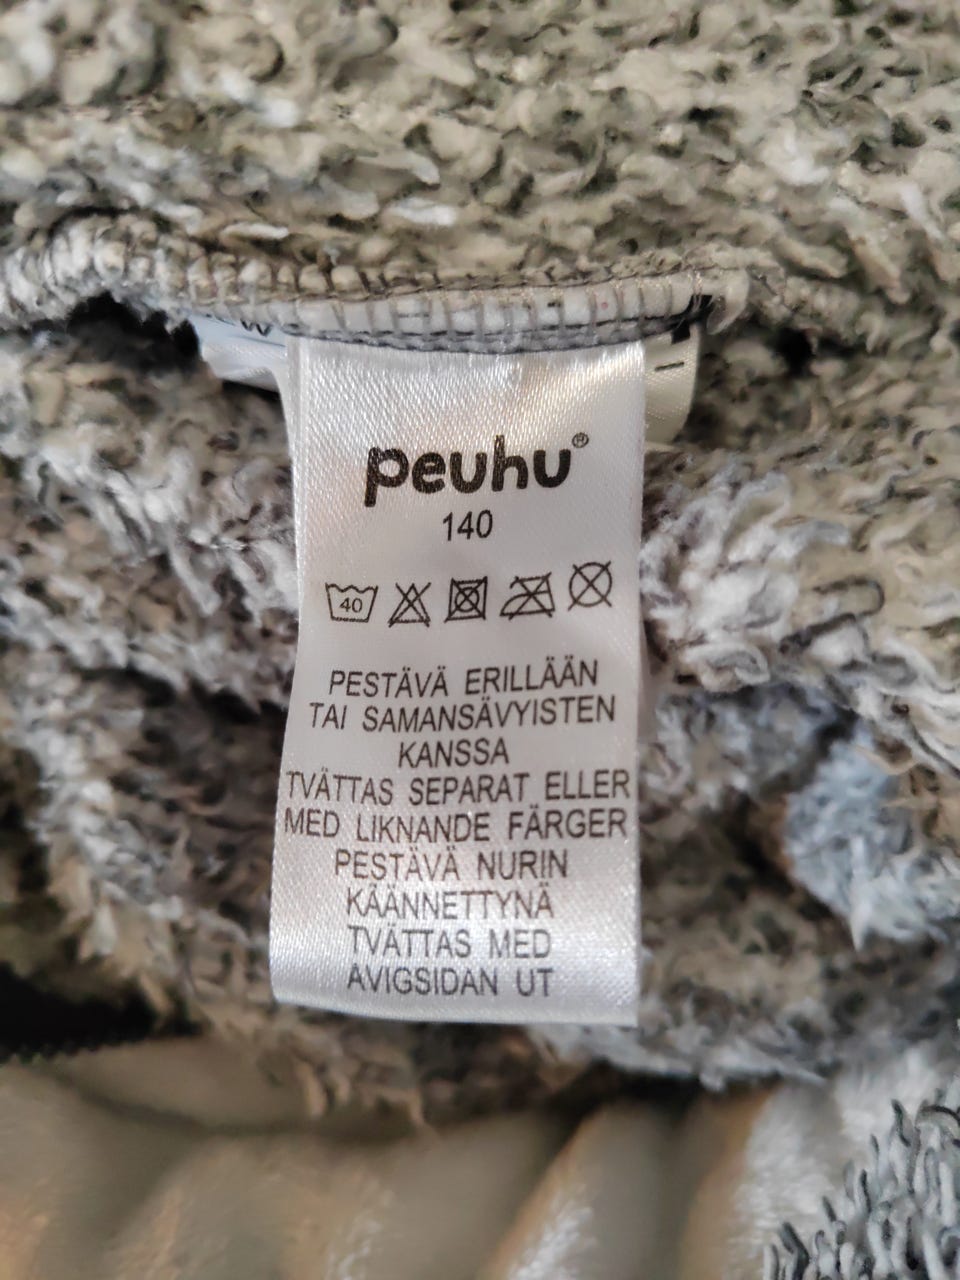 peuhu®
140
40
PESTÄVÄ ERILLÄÄN
TAI SAMANSÄVYISTEN
KANSSA
TVÄTTAS SEPARAT ELLER
MED LIKNANDE FÄRGER
PESTÄVÄ NURIN
KÄÄNNETTYNÄ
TVÄTTAS MED
AVIGSIDAN UT